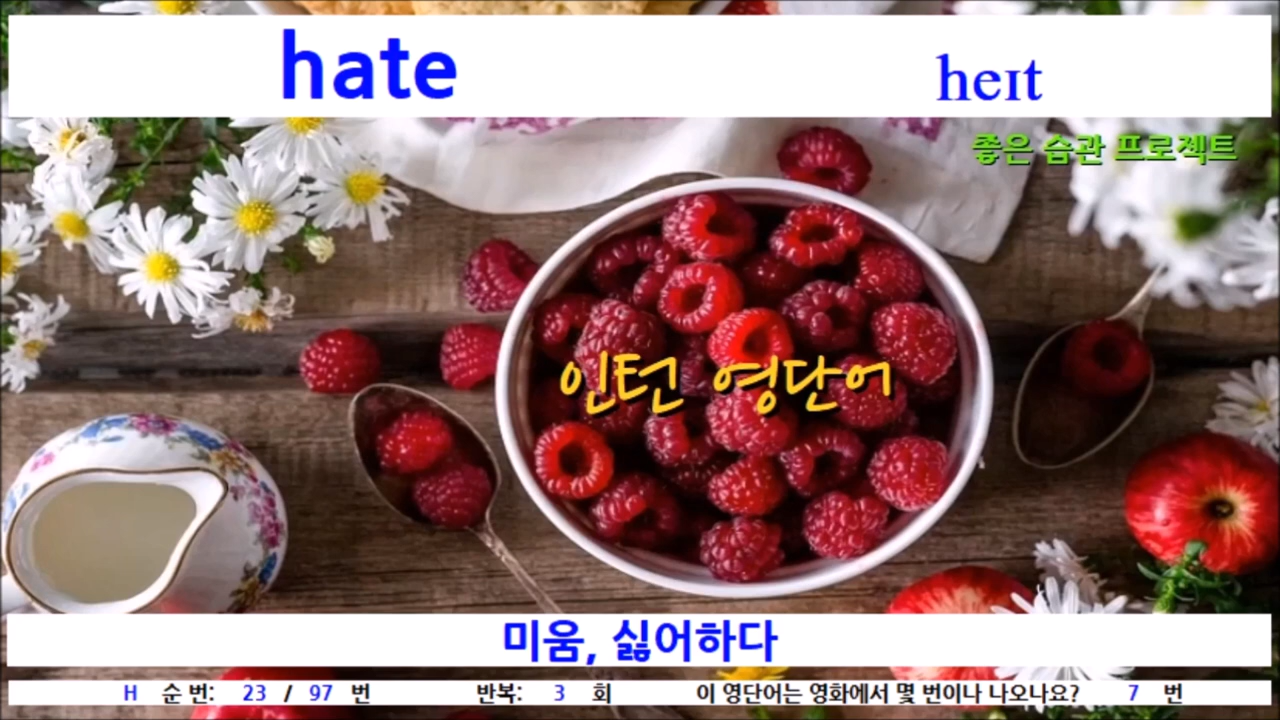 hate heɪt
좋은 습관 프로젝트
인턴 영단어
미움, 싫어하다
H 순 번: 23 / 97 번 반복: 3 회 이 영단어는 영화에서 몇 번이나 나오나요? 7 번